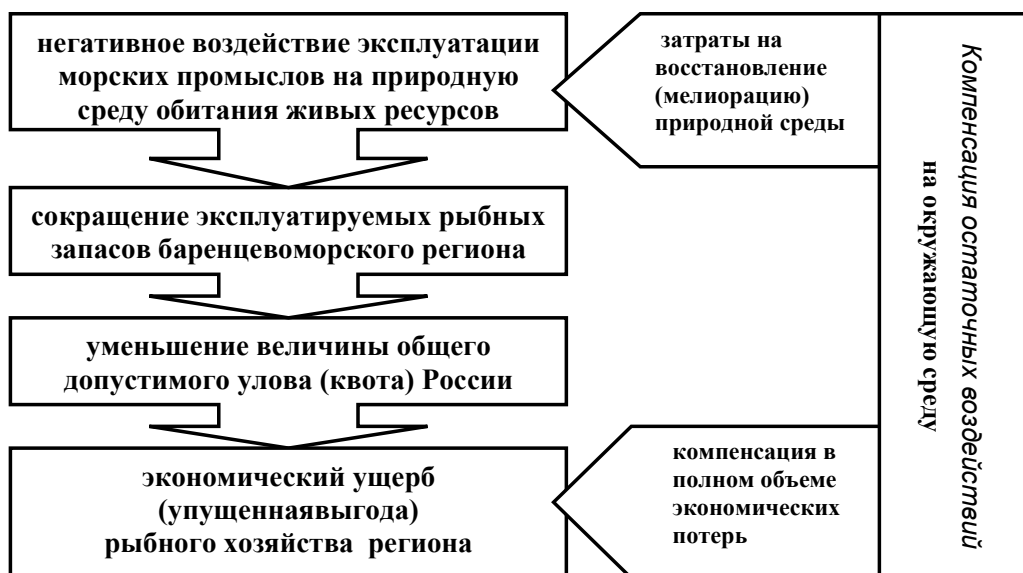 негативное воздействие эксплуатации
морских промыслов на природную
среду обитания живых ресурсов
затраты на
восстановление
(мелиорацию)
природной среды
сокращение эксплуатируемых рыбных
запасов баренцевоморского региона
уменьшение величины общего
допустимого улова (квота) России
экономический ущерб
(упущеннаявыгода)
рыбного хозяйства региона
компенсация в
полном объеме
экономических
потерь
Компенсация остаточных воздействий
на окружающую среду